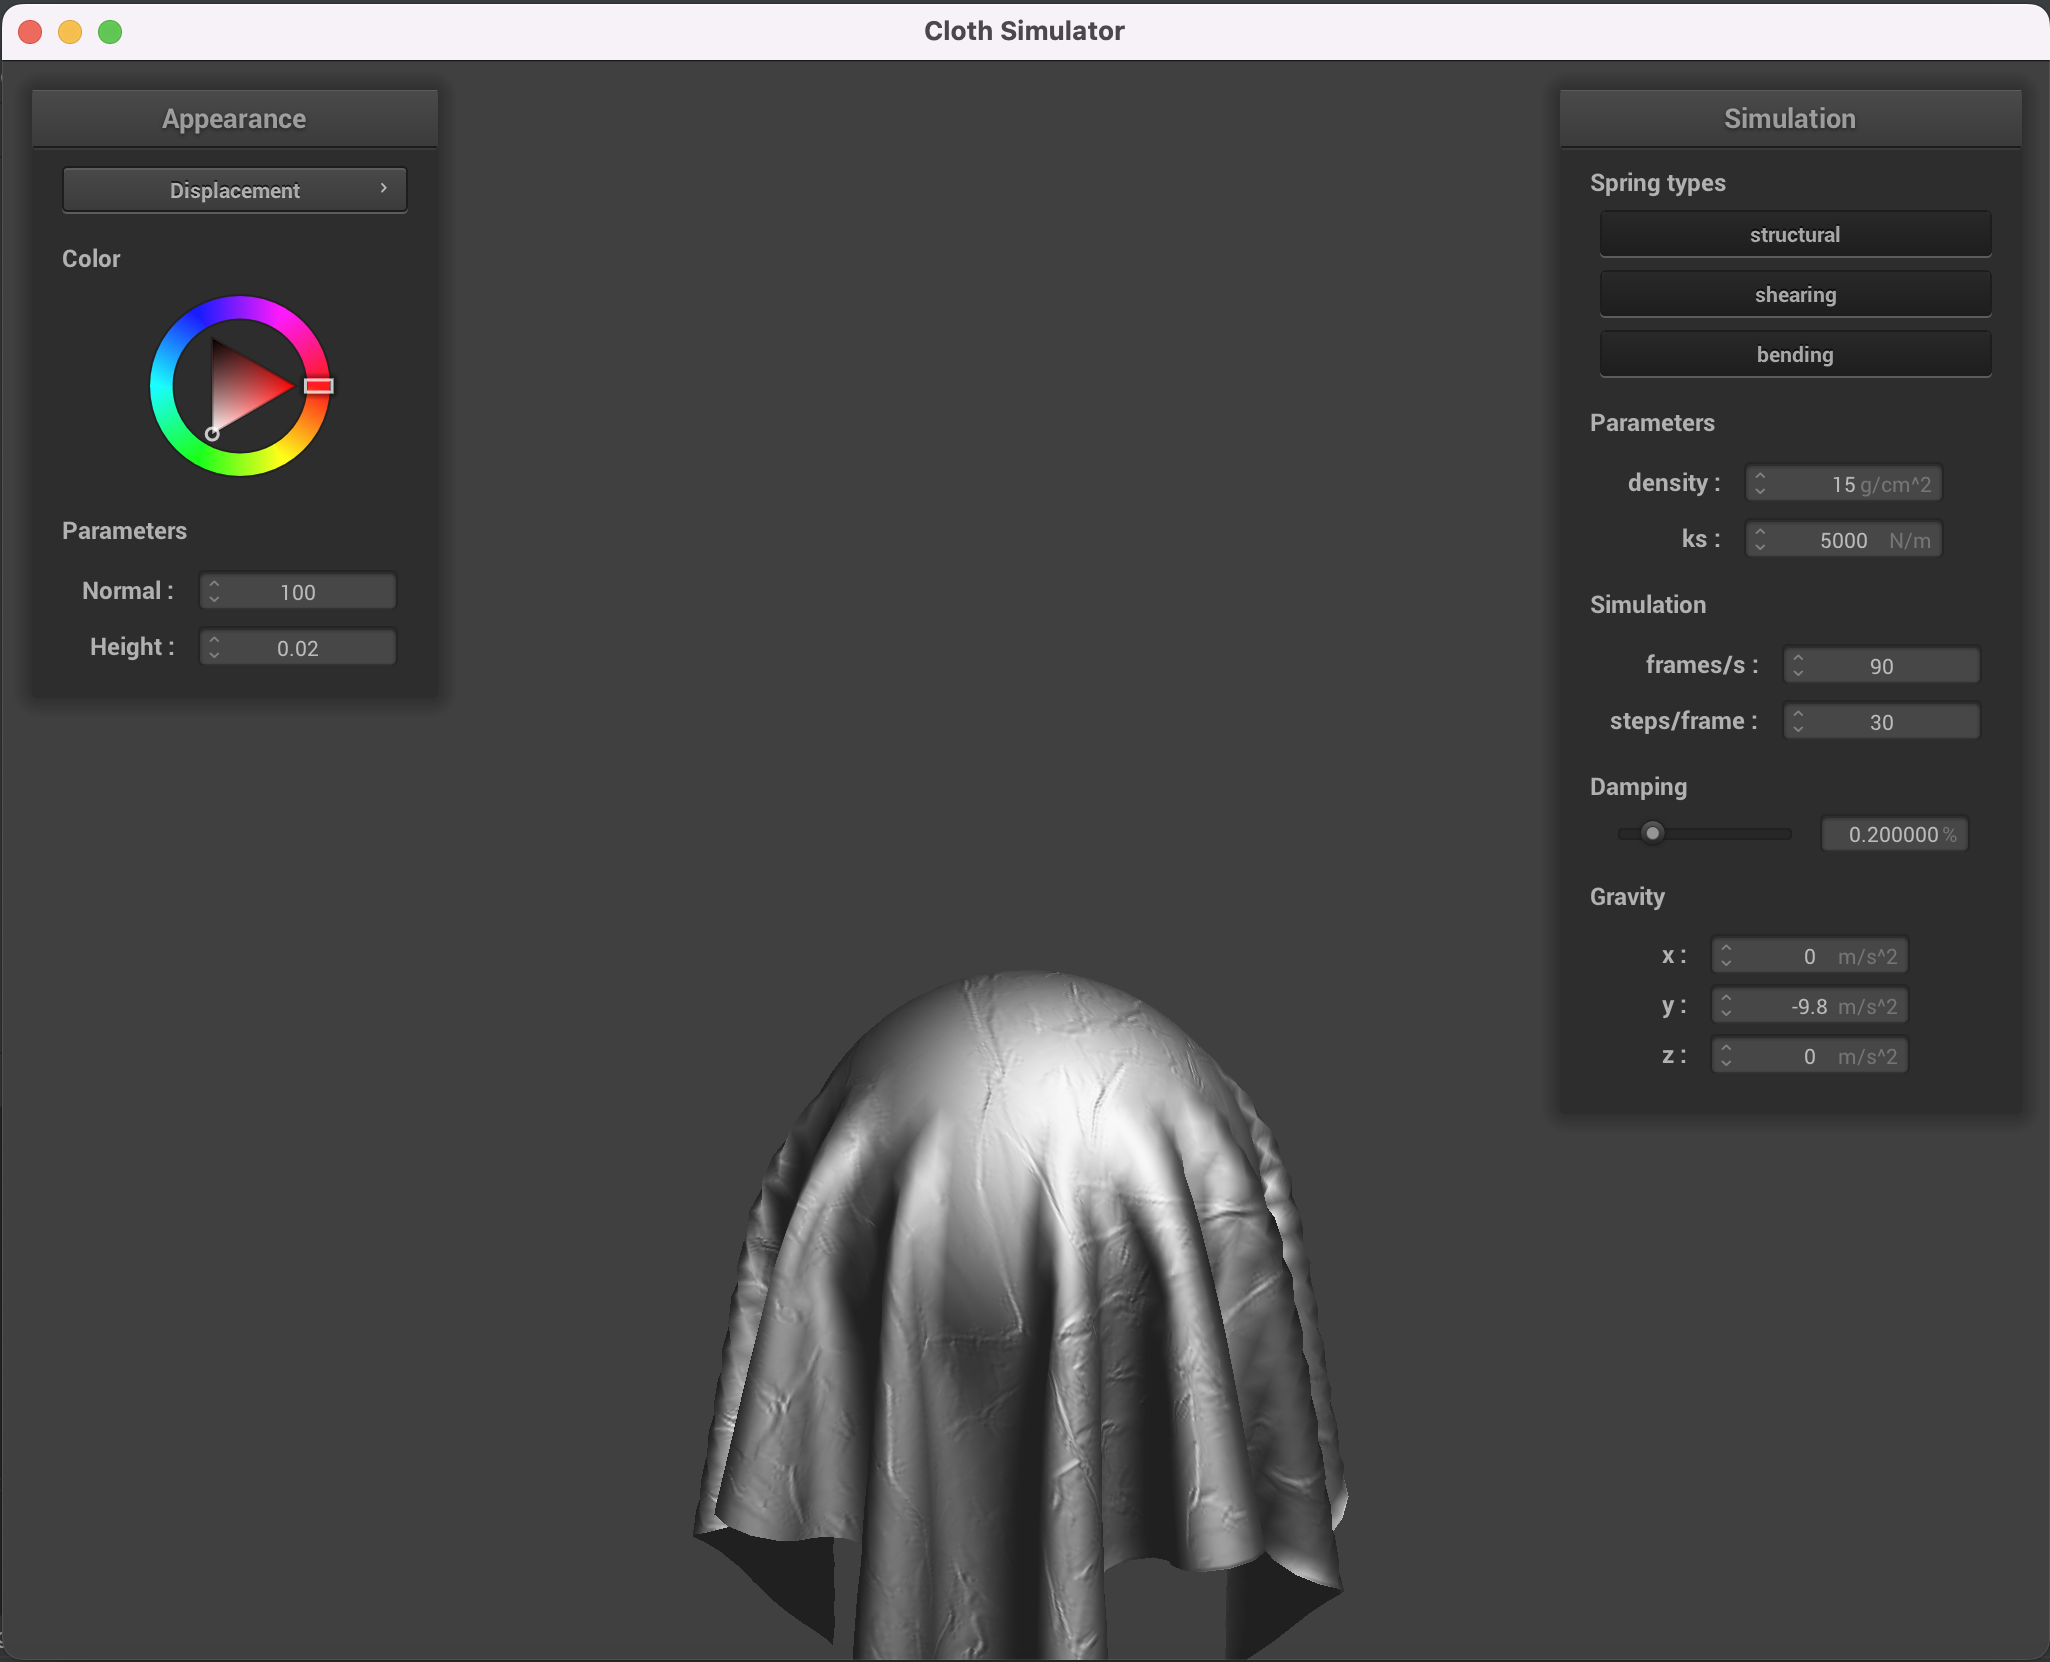 Cloth Simulator
Appearance
Displacement
Color
Parameters
Normal : 100
Height : 0.02
Simulation
Spring types
structural
shearing
bending
Parameters
density : 15 g/cm^2
ks : 5000 N/m
Simulation
frames/s : 90
steps/frame : 30
Damping
0.200000 %
Gravity
x : 0 m/s^2
y : -9.8 m/s^2
z : 0 m/s^2